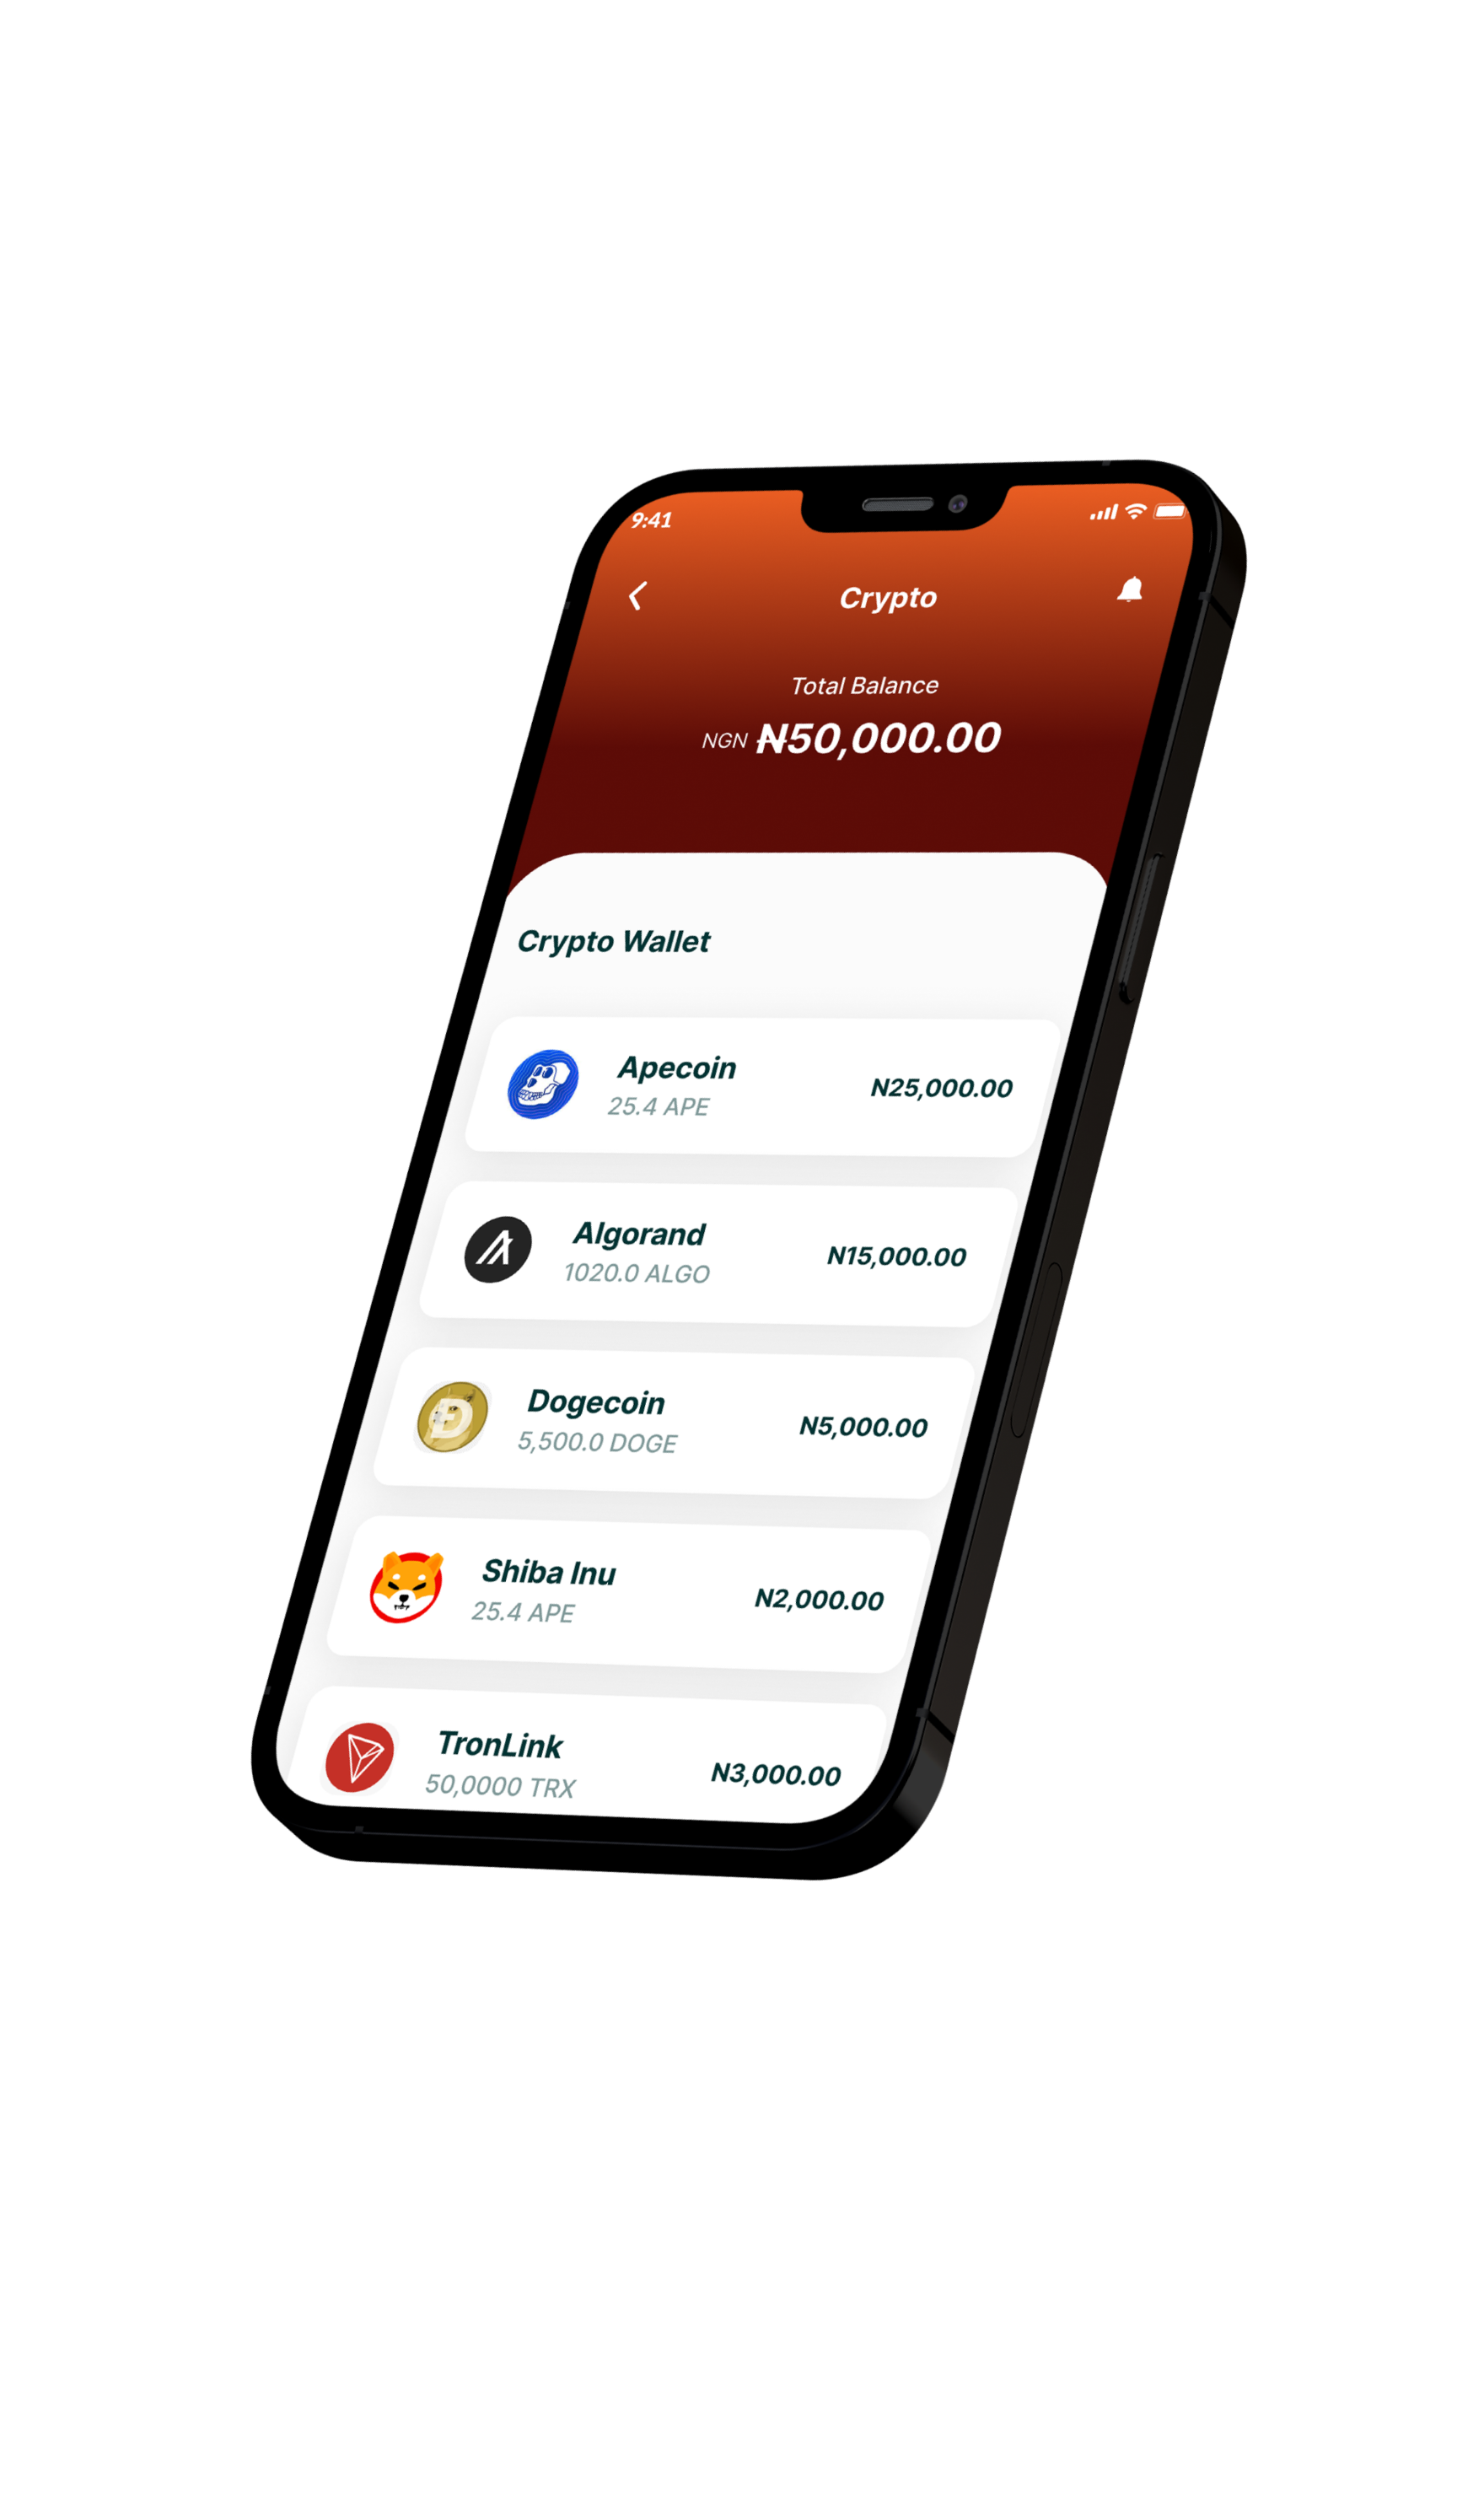 9:41
Crypto
Total Balance
NGN ₦50,000.00
Crypto Wallet
Apecoin
25.4 APE
N25,000.00
Algorand
1020.0 ALGO
N15,000.00
Dogecoin
5,500.0 DOGE
N5,000.00
Shiba Inu
25.4 APE
N2,000.00
TronLink
50,0000 TRX
N3,000.00